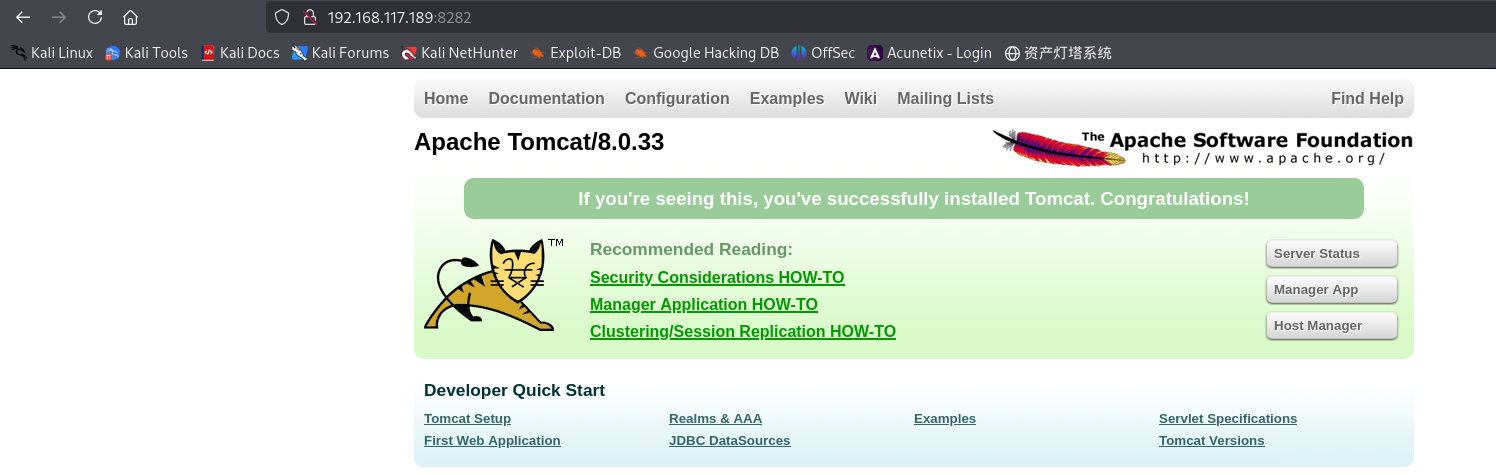 192.168.117.189:8282
Kali Linux Kali Tools Kali Docs Kali Forums Kali NetHunter Exploit-DB Google Hacking DB OffSec Acunetix - Login 资产灯塔系统
Home Documentation Configuration Examples Wiki Mailing Lists Find Help
Apache Tomcat/8.0.33
The Apache Software Foundation
http://www.apache.org/
If you're seeing this, you've successfully installed Tomcat. Congratulations!
TM
Recommended Reading:
Security Considerations HOW-TO
Manager Application HOW-TO
Clustering/Session Replication HOW-TO
Server Status
Manager App
Host Manager
Developer Quick Start
Tomcat Setup Realms & AAA Examples Servlet Specifications
First Web Application JDBC DataSources Tomcat Versions